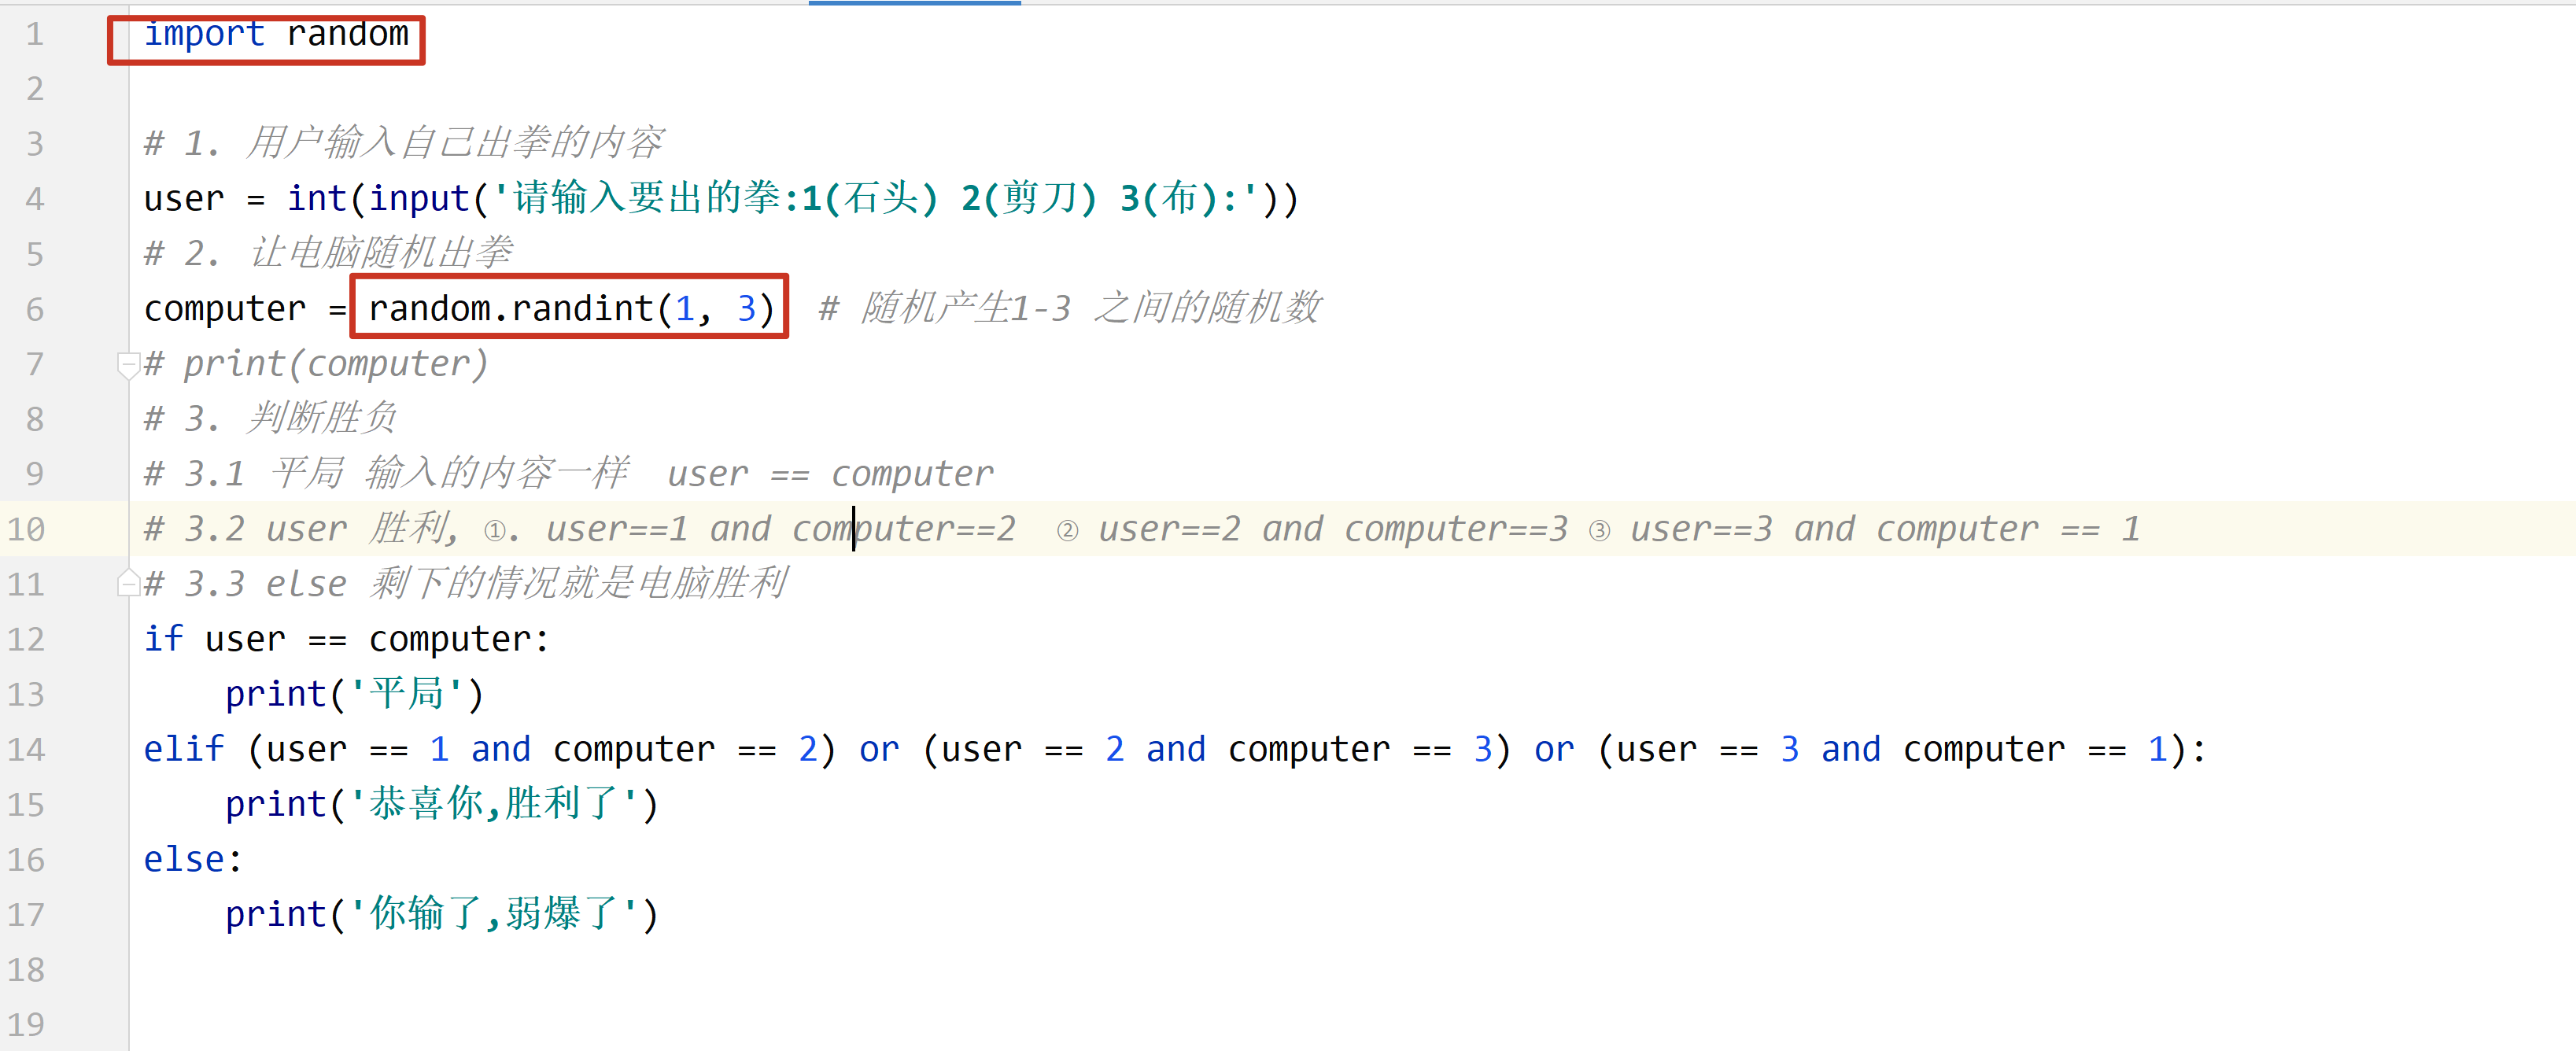 1 import random
2
3 # 1. 用户输入自己出拳的内容
4 user = int(input('请输入要出的拳:1(石头) 2(剪刀) 3(布):'))
5 # 2. 让电脑随机出拳
6 computer = random.randint(1, 3)  # 随机产生1-3 之间的随机数
7 # print(computer)
8 # 3. 判断胜负
9 # 3.1 平局 输入的内容一样  user == computer
10 # 3.2 user 胜利, ①. user==1 and computer==2  ② user==2 and computer==3 ③ user==3 and computer == 1
11 # 3.3 else 剩下的情况就是电脑胜利
12 if user == computer:
13     print('平局')
14 elif (user == 1 and computer == 2) or (user == 2 and computer == 3) or (user == 3 and computer == 1):
15     print('恭喜你,胜利了')
16 else:
17     print('你输了,弱爆了')
18
19